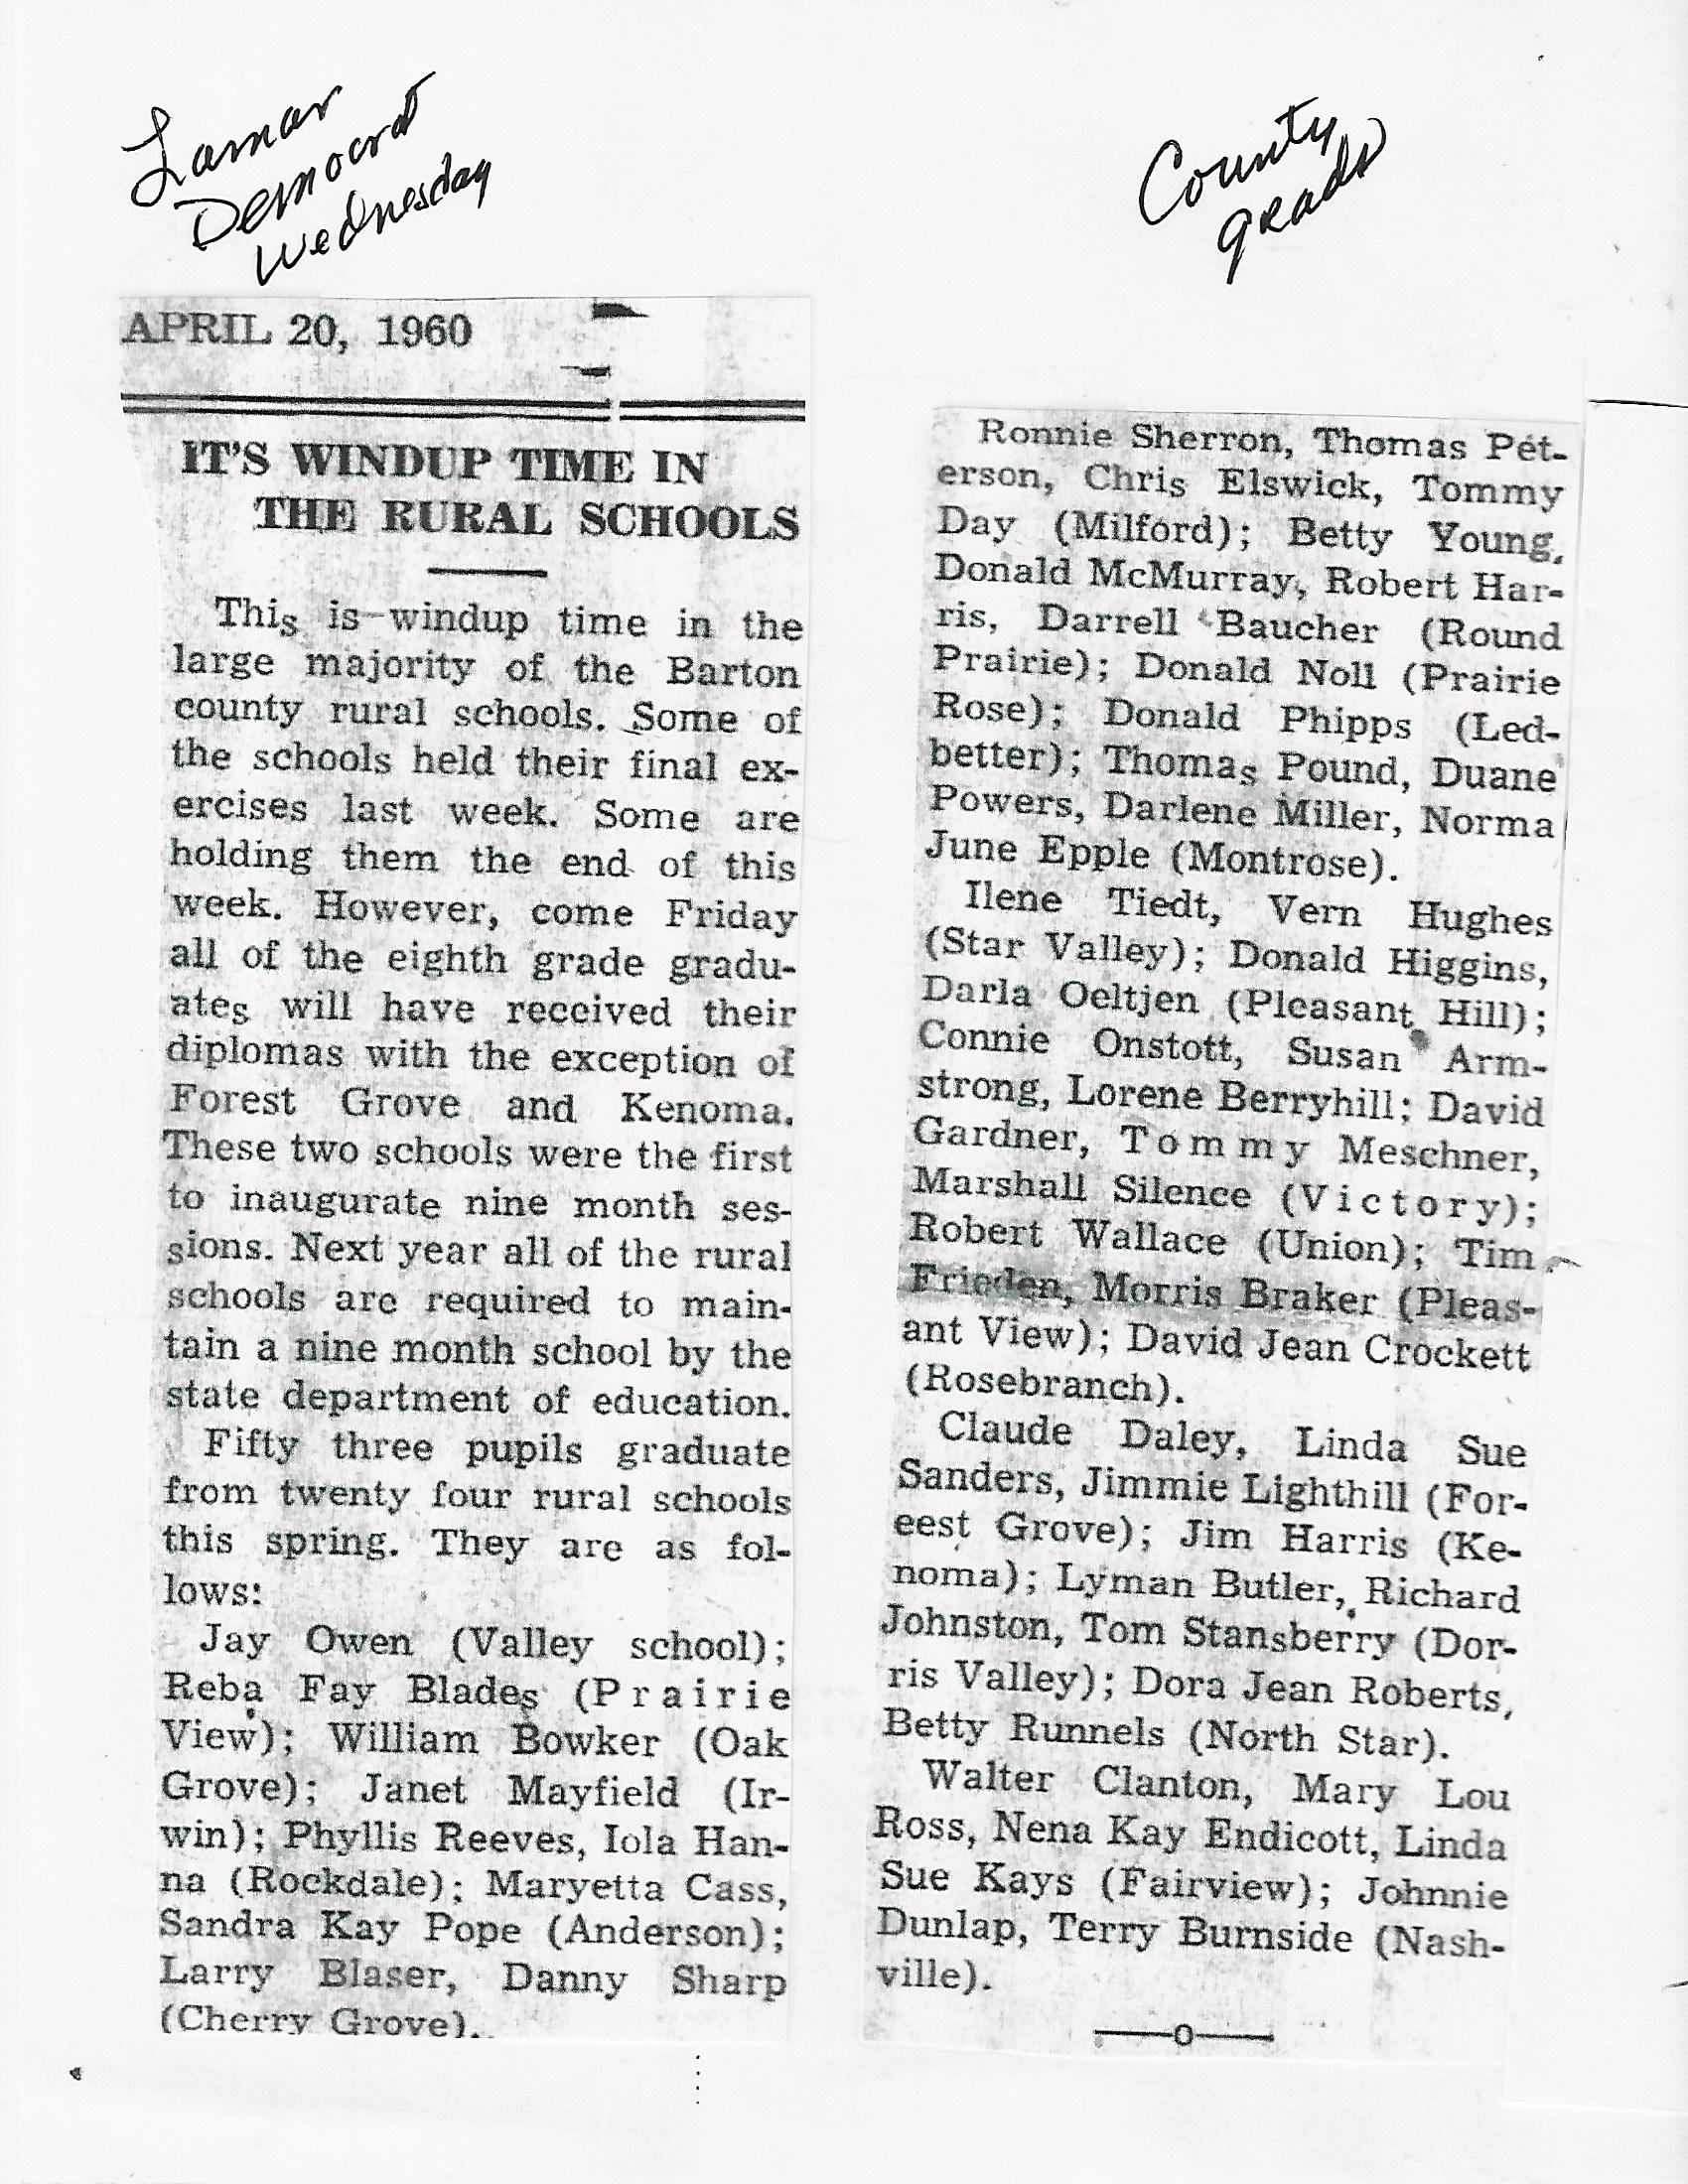 Lamar
Democrat
Wednesday
County
grads
APRIL 20, 1960
IT'S WINDUP TIME IN
THE RURAL SCHOOLS
This is windup time in the
large majority of the Barton
county rural schools. Some of
the schools held their final ex-
ercises last week. Some are
holding them the end of this
week. However, come Friday
all of the eighth grade gradu-
ates will have received their
diplomas with the exception of
Forest Grove and Kenoma.
These two schools were the first
to inaugurate nine month ses-
sions. Next year all of the rural
schools are required to main-
tain a nine month school by the
state department of education.
Fifty three pupils graduate
from twenty four rural schools
this spring. They are as fol-
lows:
Jay Owen (Valley school);
Reba Fay Blades (Prairie
View); William Bowker (Oak
Grove); Janet Mayfield (Ir-
win); Phyllis Reeves, Iola Han-
na (Rockdale); Maryetta Cass,
Sandra Kay Pope (Anderson);
Larry Blaser, Danny Sharp
(Cherry Grove).
Ronnie Sherron, Thomas Pet-
erson, Chris Elswick, Tommy
Day (Milford); Betty Young,
Donald McMurray, Robert Har-
ris, Darrell Baucher (Round
Prairie); Donald Noll (Prairie
Rose); Donald Phipps (Led-
better); Thomas Pound, Duane
Powers, Darlene Miller, Norma
June Epple (Montrose).
Ilene Tiedt, Vern Hughes
(Star Valley); Donald Higgins,
Darla Oeltjen (Pleasant Hill);
Connie Onstott, Susan Arm-
strong, Lorene Berryhill; David
Gardner, Tommy Meschner,
Marshall Silence (Victory);
Robert Wallace (Union); Tim
Frieden, Morris Braker (Pleas-
ant View); David Jean Crockett
(Rosebranch).
Claude Daley, Linda Sue
Sanders, Jimmie Lighthill (For-
eest Grove); Jim Harris (Ke-
noma); Lyman Butler, Richard
Johnston, Tom Stansberry (Dor-
ris Valley); Dora Jean Roberts,
Betty Runnels (North Star).
Walter Clanton, Mary Lou
Ross, Nena Kay Endicott, Linda
Sue Kays (Fairview); Johnnie
Dunlap, Terry Burnside (Nash-
ville).